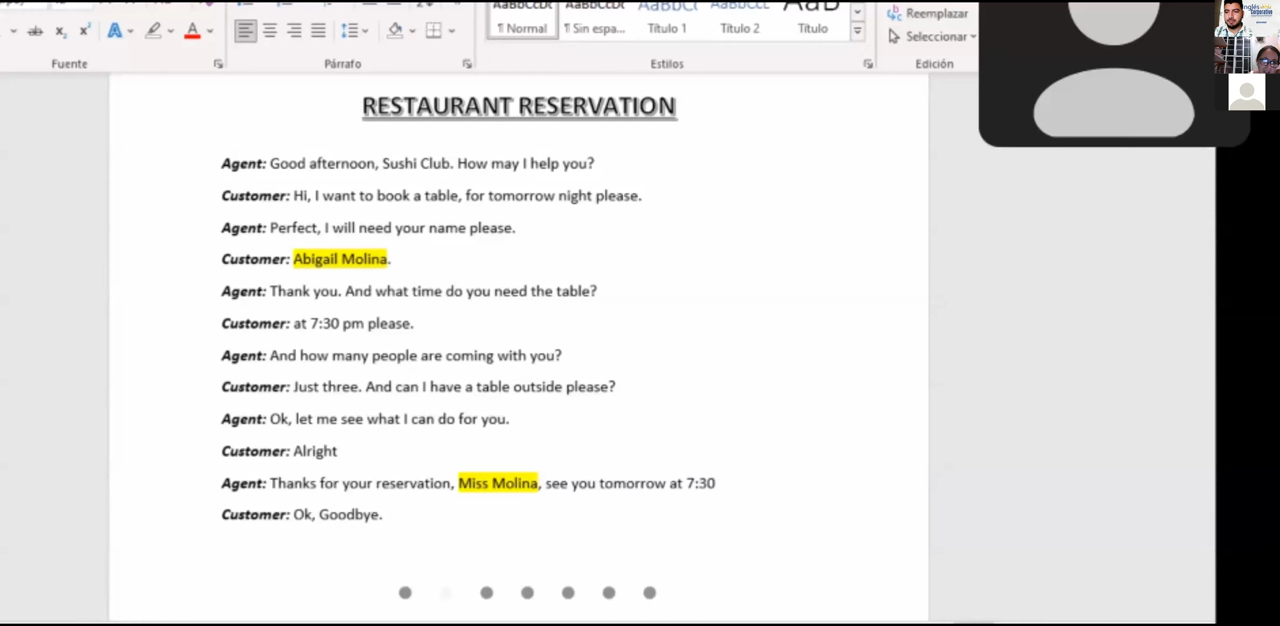 AaBbCcDc AaBbCcDc AaBbCc AaBbCcC AaB
Reemplazar
¶ Normal ¶ Sin espa... Título 1 Título 2 Título
Seleccionar
Fuente Párrafo Estilos Edición
RESTAURANT RESERVATION
Agent: Good afternoon, Sushi Club. How may I help you?
Customer: Hi, I want to book a table, for tomorrow night please.
Agent: Perfect, I will need your name please.
Customer: Abigail Molina.
Agent: Thank you. And what time do you need the table?
Customer: at 7:30 pm please.
Agent: And how many people are coming with you?
Customer: Just three. And can I have a table outside please?
Agent: Ok, let me see what I can do for you.
Customer: Alright
Agent: Thanks for your reservation, Miss Molina, see you tomorrow at 7:30
Customer: Ok, Goodbye.